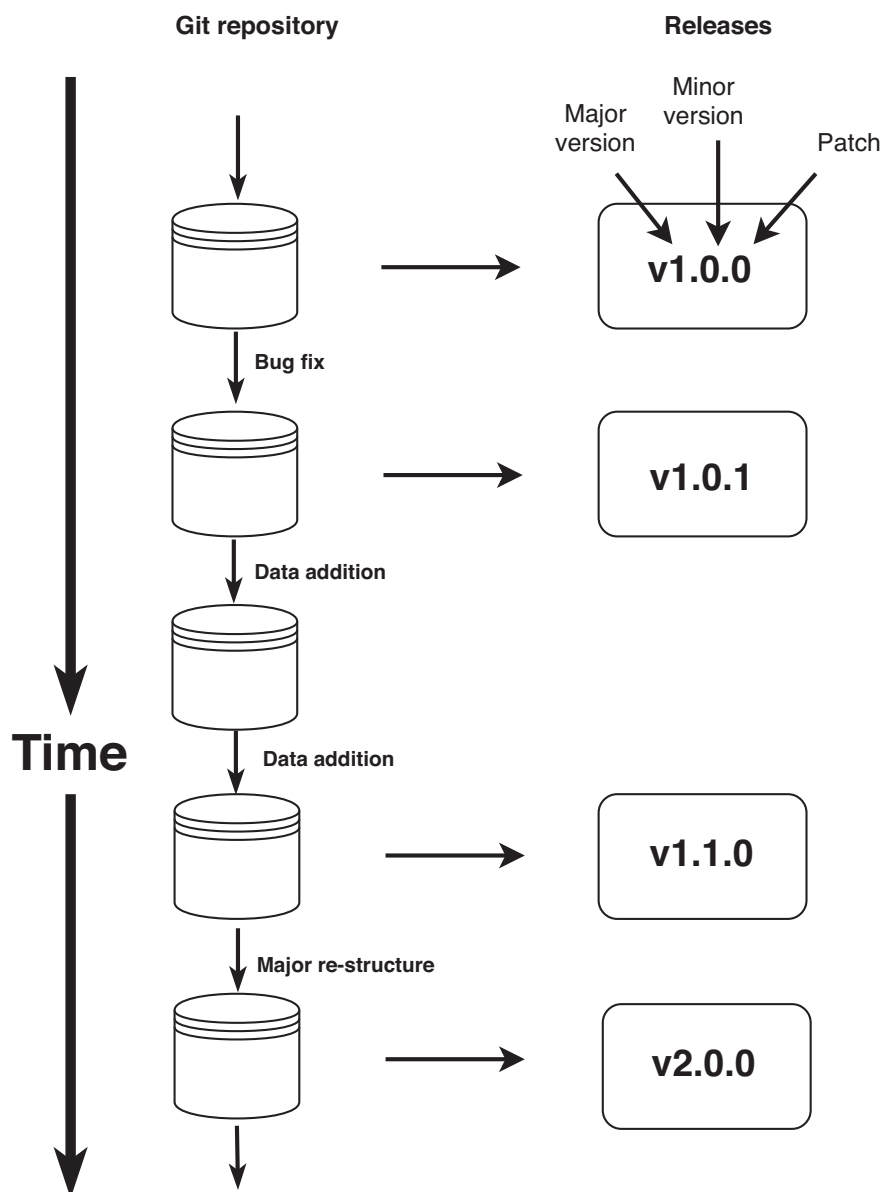 Git repository
Releases
Major
version
Minor
version
Patch
v1.0.0
Bug fix
v1.0.1
Data addition
Time
Data addition
v1.1.0
Major re-structure
v2.0.0